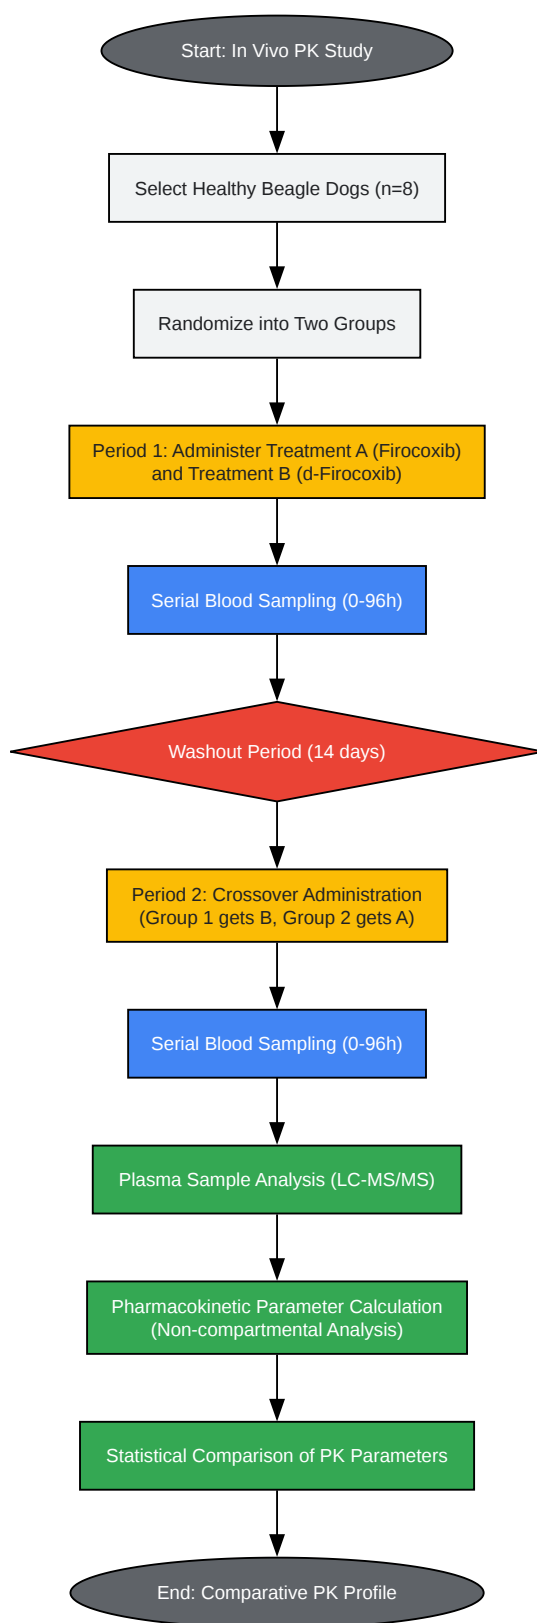 Start: In Vivo PK Study
Select Healthy Beagle Dogs (n=8)
Randomize into Two Groups
Period 1: Administer Treatment A (Firocoxib)
and Treatment B (d-Firocoxib)
Serial Blood Sampling (0-96h)
Washout Period (14 days)
Period 2: Crossover Administration
(Group 1 gets B, Group 2 gets A)
Serial Blood Sampling (0-96h)
Plasma Sample Analysis (LC-MS/MS)
Pharmacokinetic Parameter Calculation
(Non-compartmental Analysis)
Statistical Comparison of PK Parameters
End: Comparative PK Profile